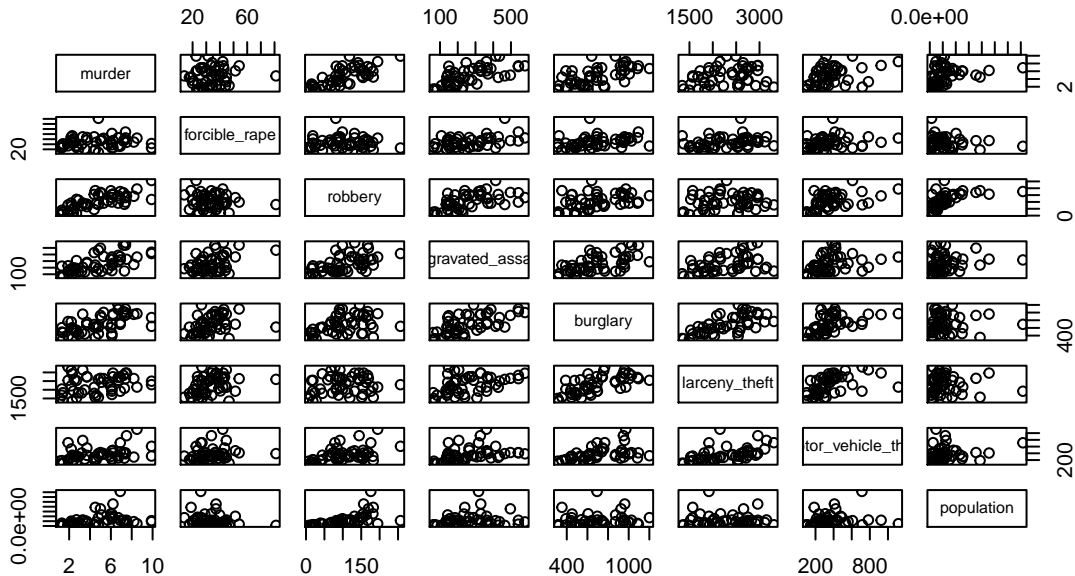 20 60 100 500 1500 3000 0.0e+00
murder 2
20 forcible_rape
robbery 0
100 gravated_assa
burglary 400
1500 larceny_theft
tor_vehicle_th 200
0.0e+00 population
2 6 10 0 150 400 1000 200 800